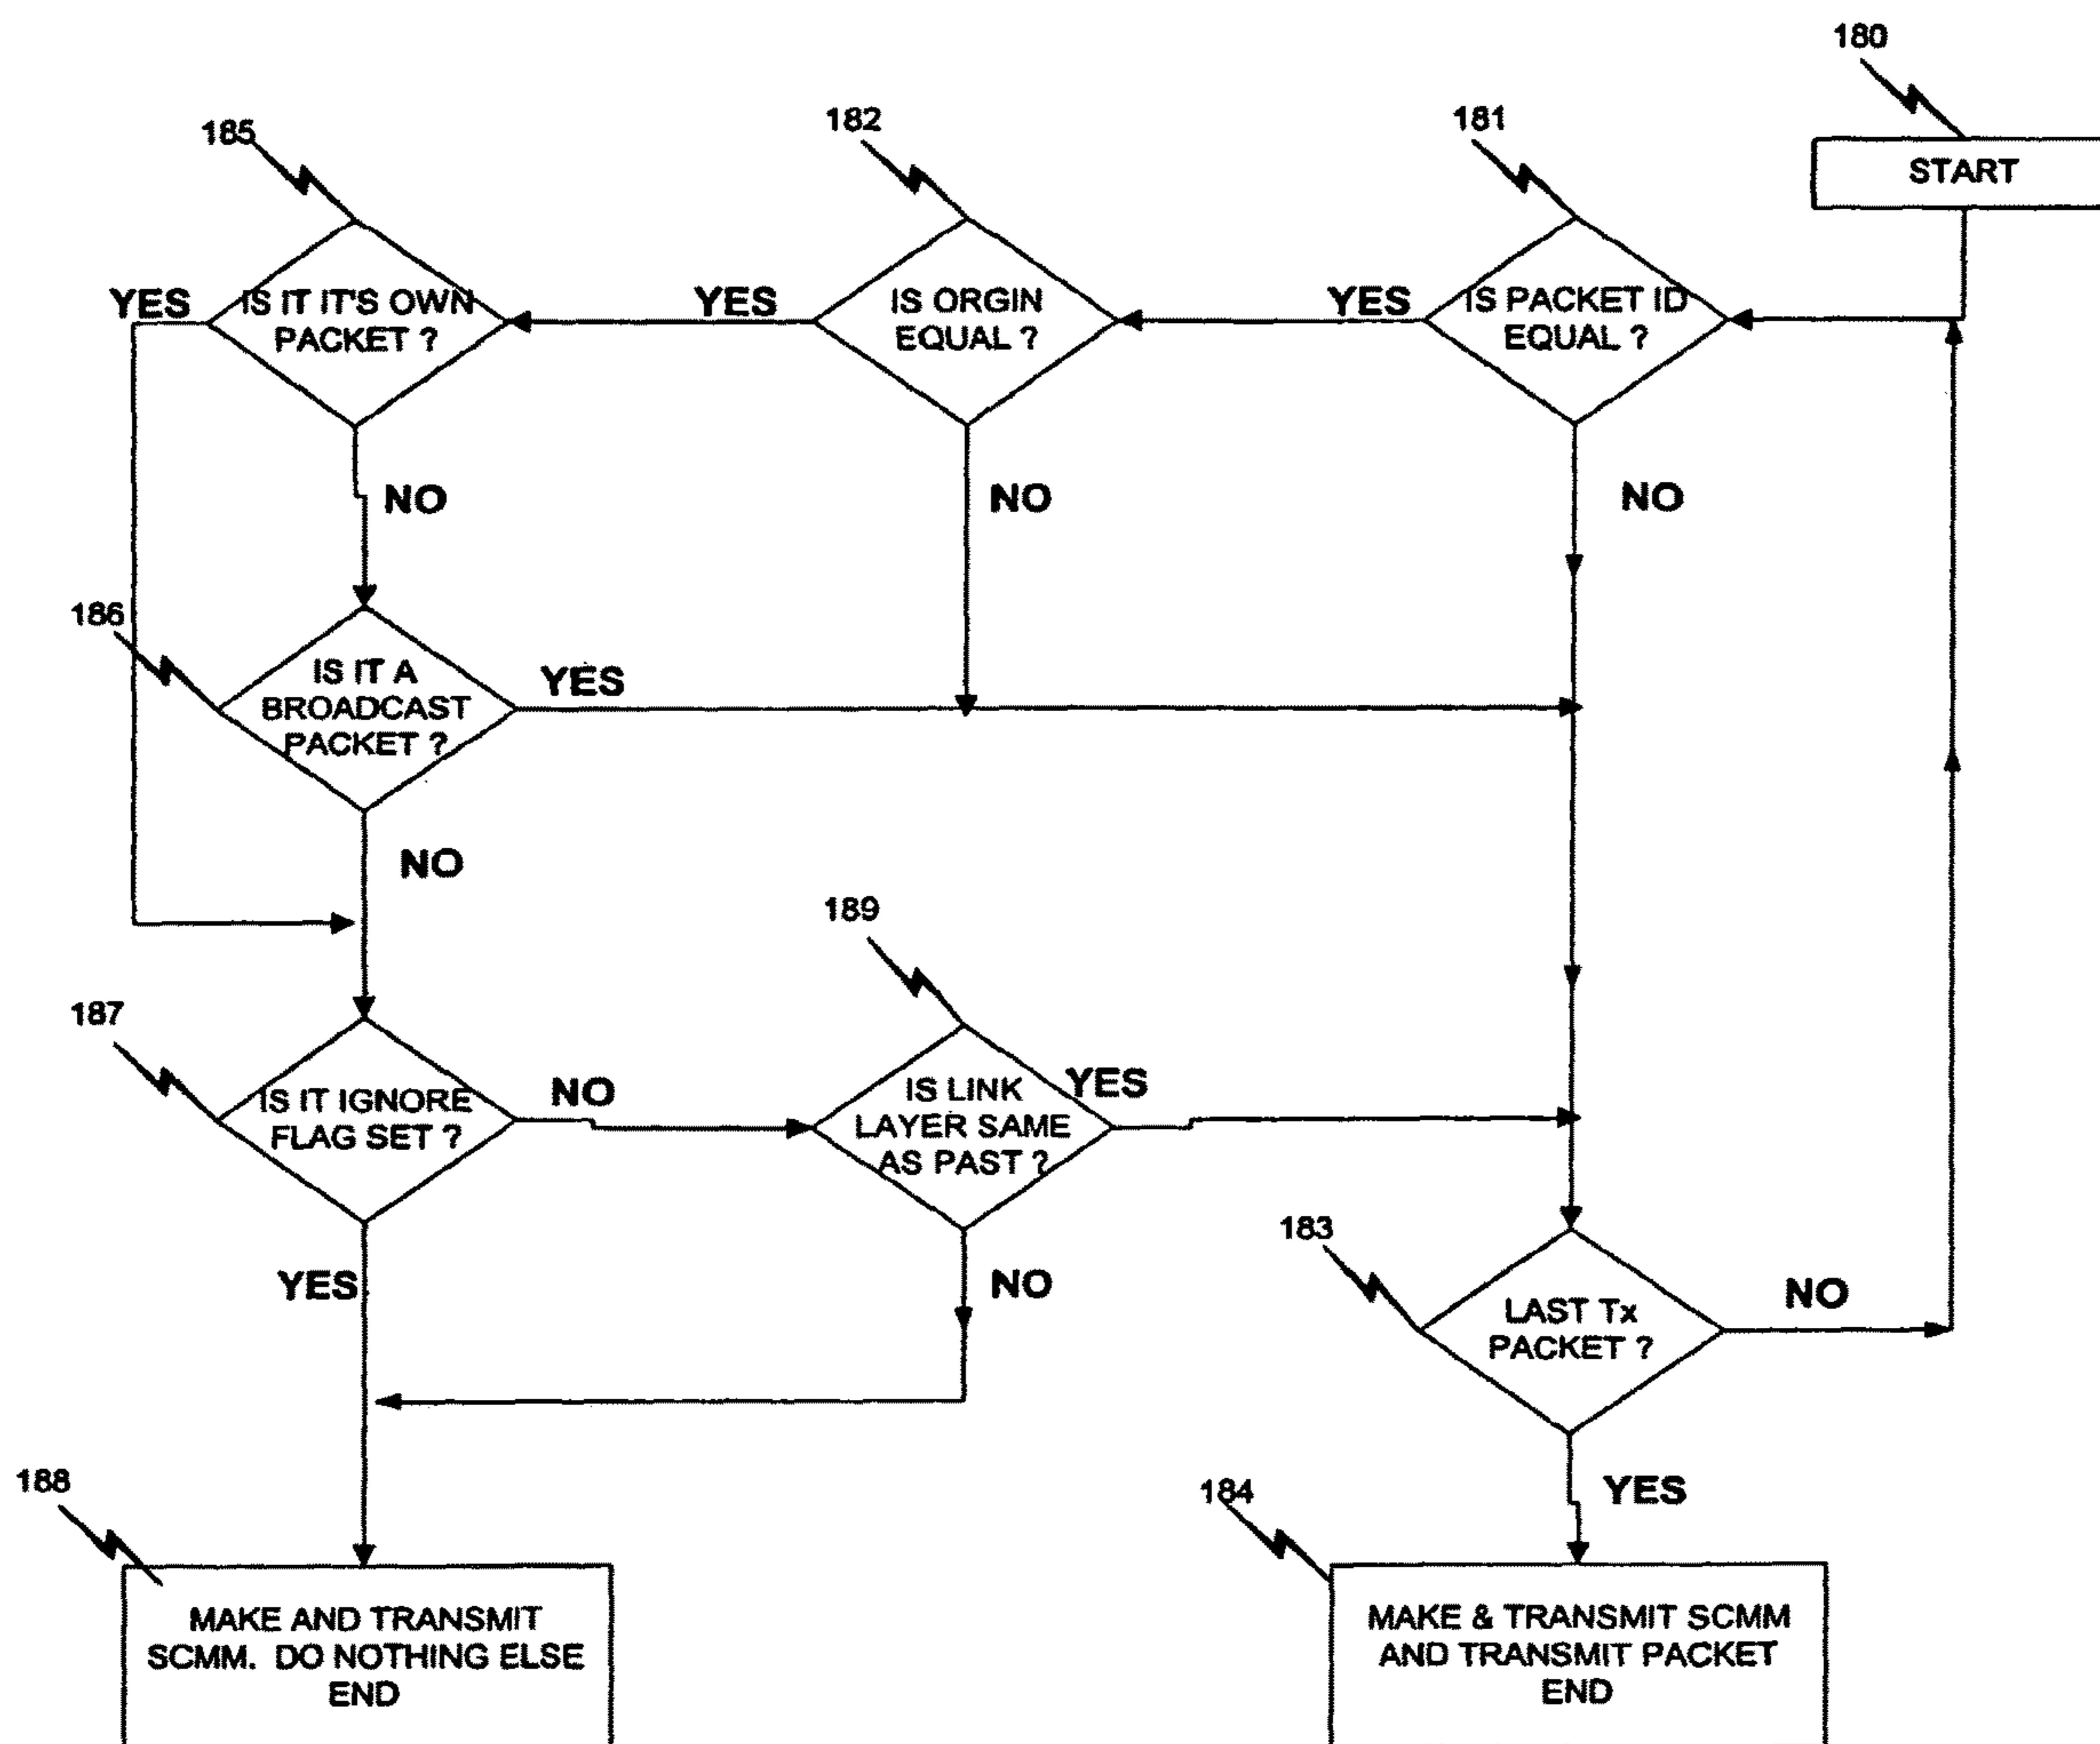 180
START
185
182
181
YES
IS IT IT'S OWN
PACKET ?
YES
IS ORGIN
EQUAL ?
YES
IS PACKET ID
EQUAL ?
NO
NO
NO
186
IS IT A
BROADCAST
PACKET ?
YES
NO
189
187
IS IT IGNORE
FLAG SET ?
NO
IS LINK
LAYER SAME
AS PAST ?
YES
183
YES
NO
LAST Tx
PACKET ?
NO
YES
188
184
MAKE AND TRANSMIT
SCMM. DO NOTHING ELSE
END
MAKE & TRANSMIT SCMM
AND TRANSMIT PACKET
END